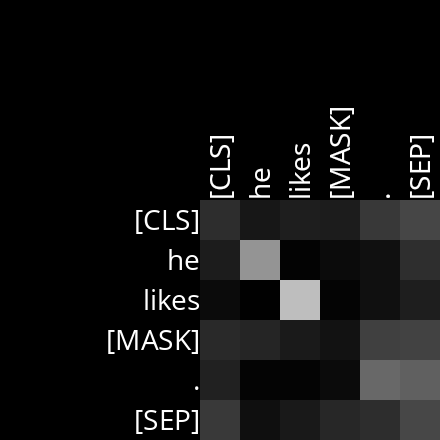 [CLS] he likes [MASK] . [SEP]
[CLS]
he
likes
[MASK]
.
[SEP]